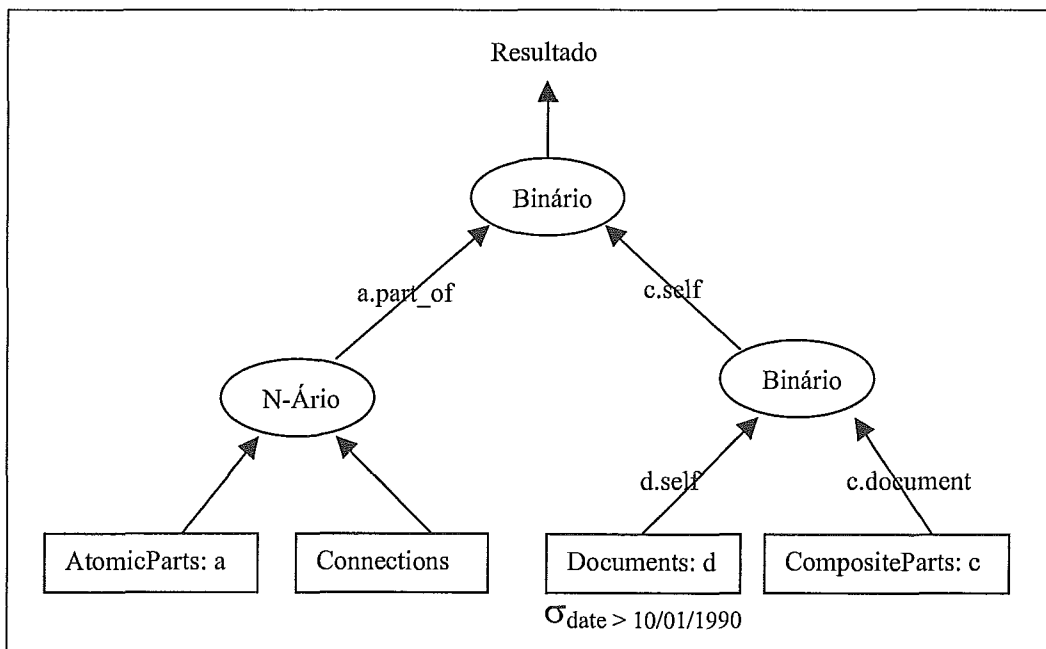 Resultado
Binário
a.part_of
c.self
N-Ário
Binário
d.self
c.document
AtomicParts: a
Connections
Documents: d
CompositeParts: c
σdate > 10/01/1990